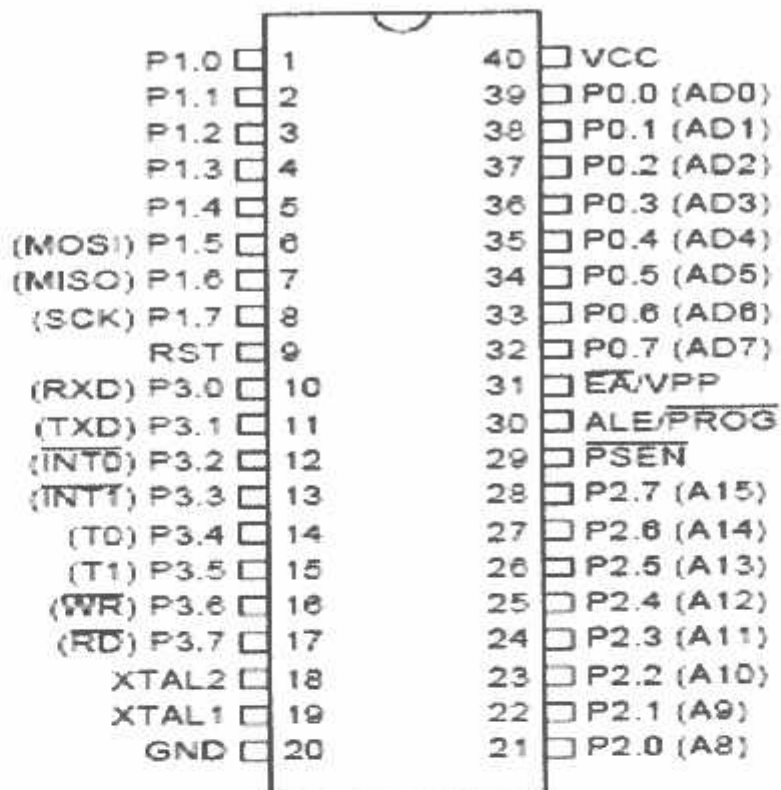 P1.0 1 40 VCC
P1.1 2 39 P0.0 (AD0)
P1.2 3 38 P0.1 (AD1)
P1.3 4 37 P0.2 (AD2)
P1.4 5 36 P0.3 (AD3)
(MOSI) P1.5 6 35 P0.4 (AD4)
(MISO) P1.6 7 34 P0.5 (AD5)
(SCK) P1.7 8 33 P0.6 (AD6)
RST 9 32 P0.7 (AD7)
(RXD) P3.0 10 31 E̅A̅/VPP
(TXD) P3.1 11 30 ALE/P̅R̅O̅G̅
(I̅N̅T̅0̅) P3.2 12 29 P̅S̅E̅N̅
(I̅N̅T̅1̅) P3.3 13 28 P2.7 (A15)
(T0) P3.4 14 27 P2.6 (A14)
(T1) P3.5 15 26 P2.5 (A13)
(W̅R̅) P3.6 16 25 P2.4 (A12)
(R̅D̅) P3.7 17 24 P2.3 (A11)
XTAL2 18 23 P2.2 (A10)
XTAL1 19 22 P2.1 (A9)
GND 20 21 P2.0 (A8)